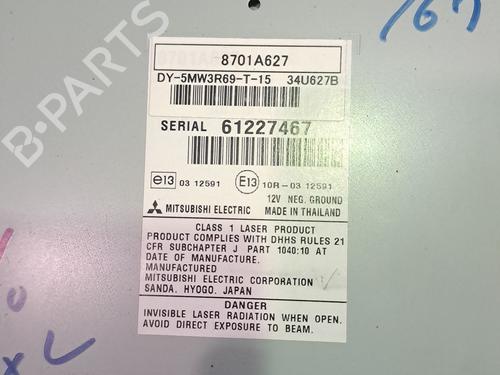 167
8701A627
DY-5MW3R69-T-15 34U627B
SERIAL 61227467
e13 03 12591 E13 10R-03 12591
12V NEG. GROUND
MITSUBISHI ELECTRIC MADE IN THAILAND
CLASS 1 LASER PRODUCT
PRODUCT COMPLIES WITH DHHS RULES 21
CFR SUBCHAPTER J PART 1040:10 AT
DATE OF MANUFACTURE.
MANUFACTURED
MITSUBISHI ELECTRIC CORPORATION
SANDA, HYOGO, JAPAN
DANGER
INVISIBLE LASER RADIATION WHEN OPEN.
AVOID DIRECT EXPOSURE TO BEAM.
B-PARTS